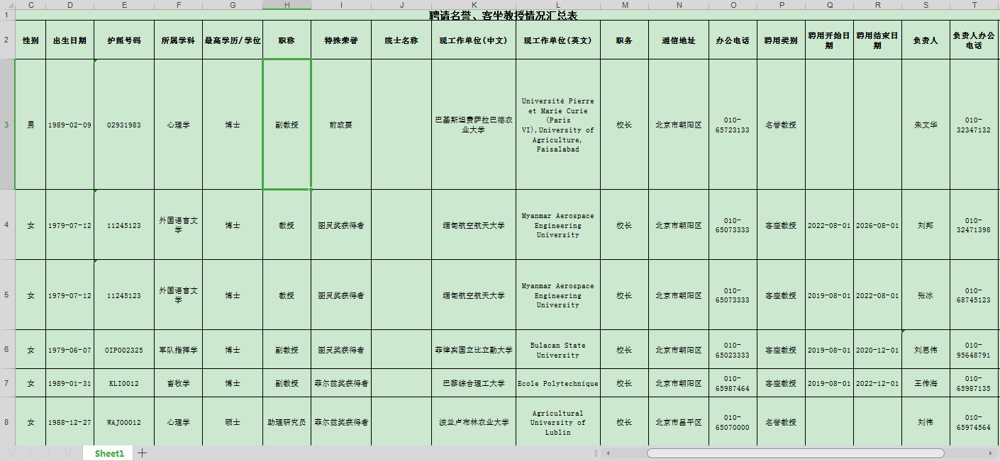 C D E F G H I J K L M N O P Q R S T
1 聘请名誉、客座教授情况汇总表
2 性别 出生日期 护照号码 所属学科 最高学历/学位 职称 特殊荣誉 院士名称 现工作单位(中文) 现工作单位(英文) 职务 通信地址 办公电话 聘用类别 聘用开始日期 聘用结束日期 负责人 负责人办公电话
3 男 1989-02-09 02931983 心理学 博士 副教授 前政要 巴基斯坦费萨拉巴德农业大学 Université Pierre et Marie Curie (Paris VI),University of Agriculture, Faisalabad 校长 北京市朝阳区 010-65723133 名誉教授 朱文华 010-32347132
4 女 1979-07-12 11245123 外国语言文学 博士 教授 图灵奖获得者 缅甸航空航天大学 Myanmar Aerospace Engineering University 校长 北京市朝阳区 010-65073333 客座教授 2022-08-01 2026-08-01 刘邦 010-32471398
5 女 1979-07-12 11245123 外国语言文学 博士 教授 图灵奖获得者 缅甸航空航天大学 Myanmar Aerospace Engineering University 校长 北京市朝阳区 010-65073333 客座教授 2019-08-01 2022-08-01 张冰 010-68745123
6 女 1979-06-07 OIP002325 军队指挥学 博士 副教授 图灵奖获得者 菲律宾国立比立勤大学 Bulacan State University 校长 北京市朝阳区 010-65023333 客座教授 2019-08-01 2020-12-01 刘思伟 010-95648791
7 女 1989-01-31 KLI0012 畜牧学 博士 副教授 菲尔兹奖获得者 巴黎综合理工大学 Ecole Polytechnique 校长 北京市朝阳区 010-65987464 客座教授 2019-08-01 2022-12-01 王传海 010-65987135
8 女 1988-12-27 WAJ00012 心理学 硕士 助理研究员 菲尔兹奖获得者 波兰卢布林农业大学 Agricultural University of Lublin 校长 北京市昌平区 010-65070000 名誉教授 刘伟 010-65974564
Sheet1